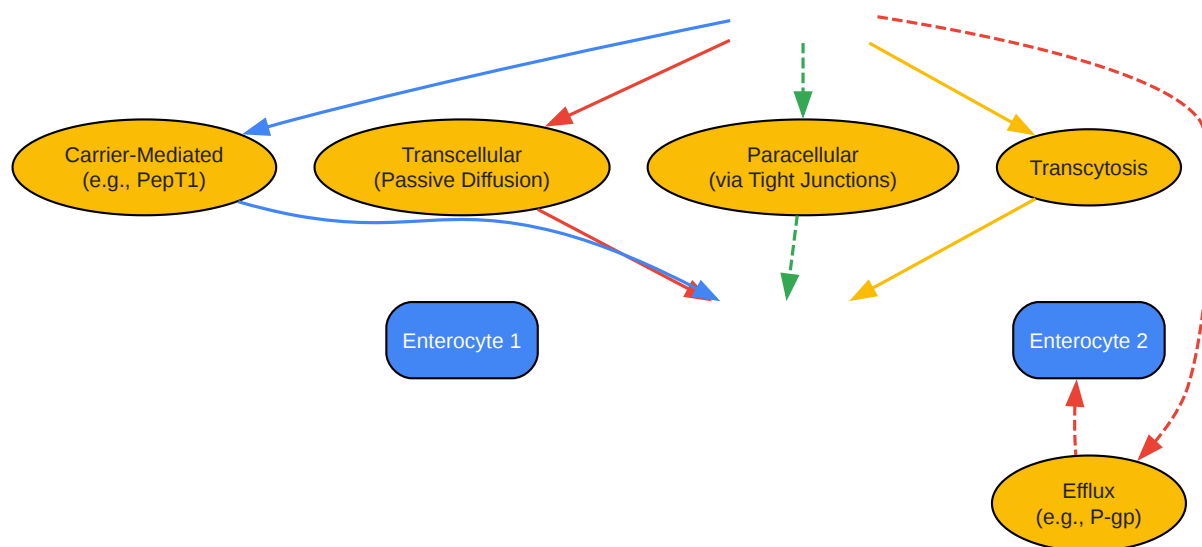 Carrier-Mediated
(e.g., PepT1)
Transcellular
(Passive Diffusion)
Paracellular
(via Tight Junctions)
Transcytosis
Enterocyte 1
Enterocyte 2
Efflux
(e.g., P-gp)